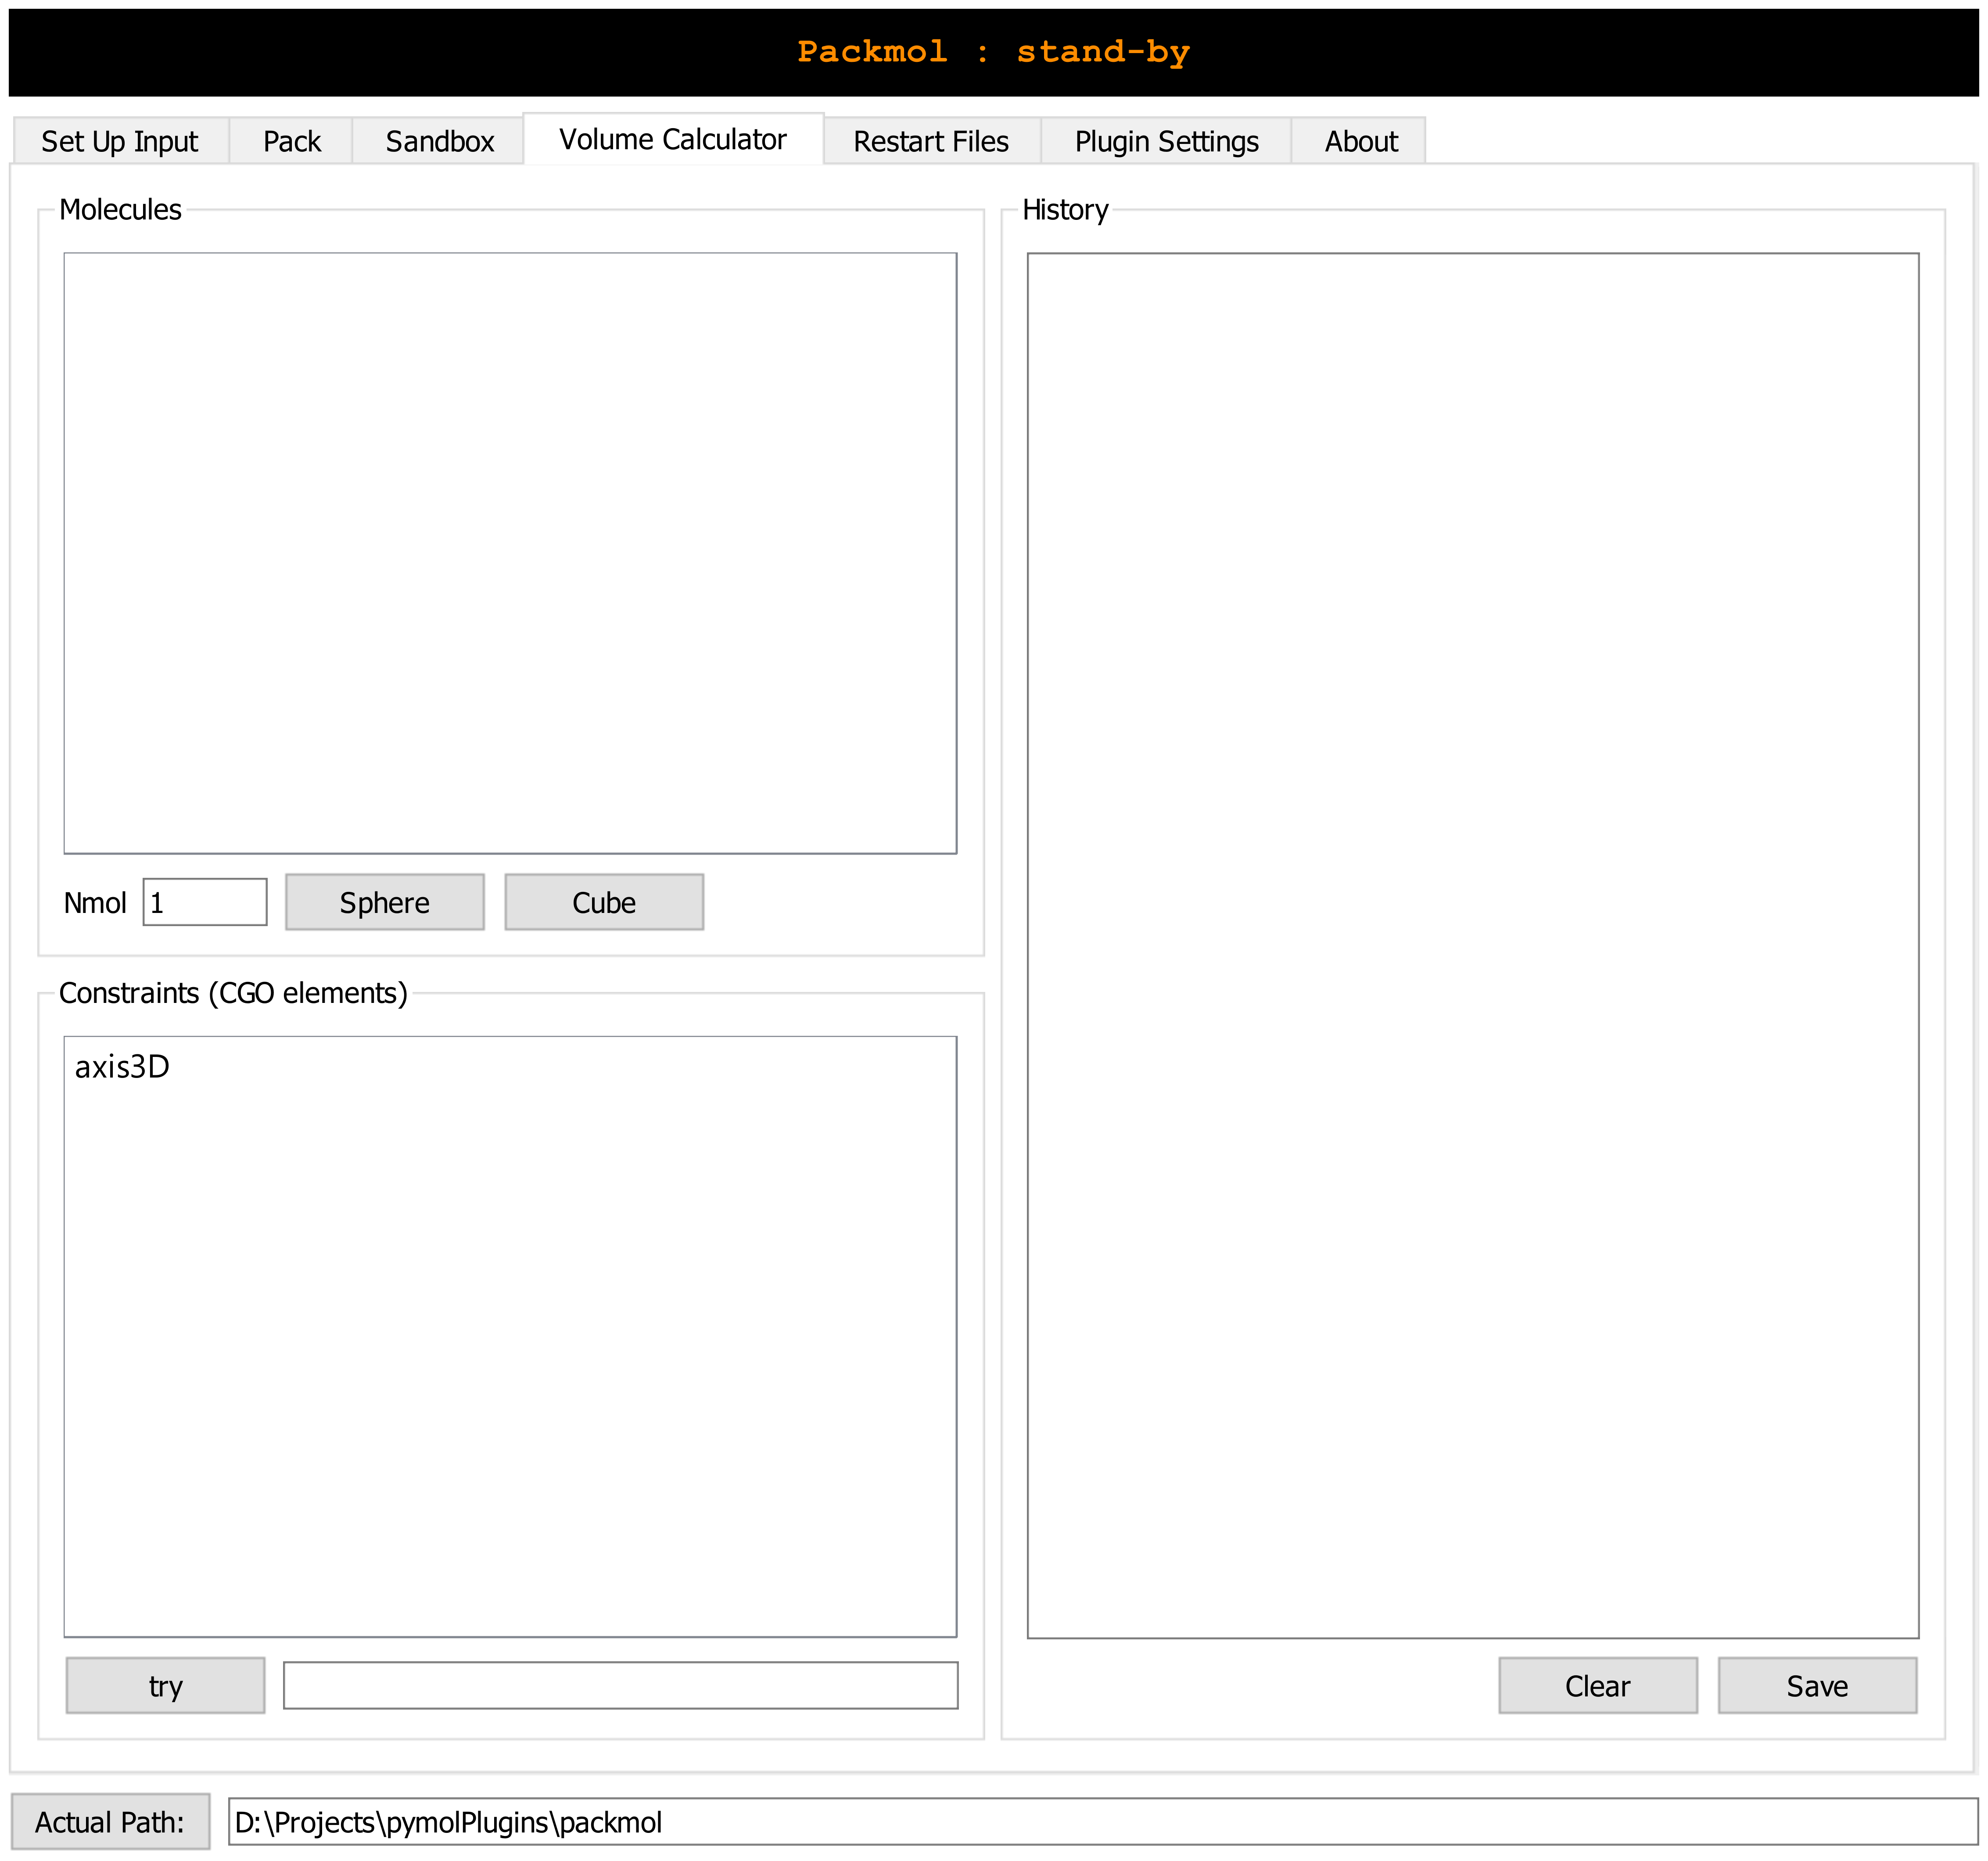 Packmol : stand-by
Set Up Input Pack Sandbox Volume Calculator Restart Files Plugin Settings About
Molecules
Nmol 1 Sphere Cube
Constraints (CGO elements)
axis3D
try
History
Clear Save
Actual Path: D:\Projects\pymolPlugins\packmol